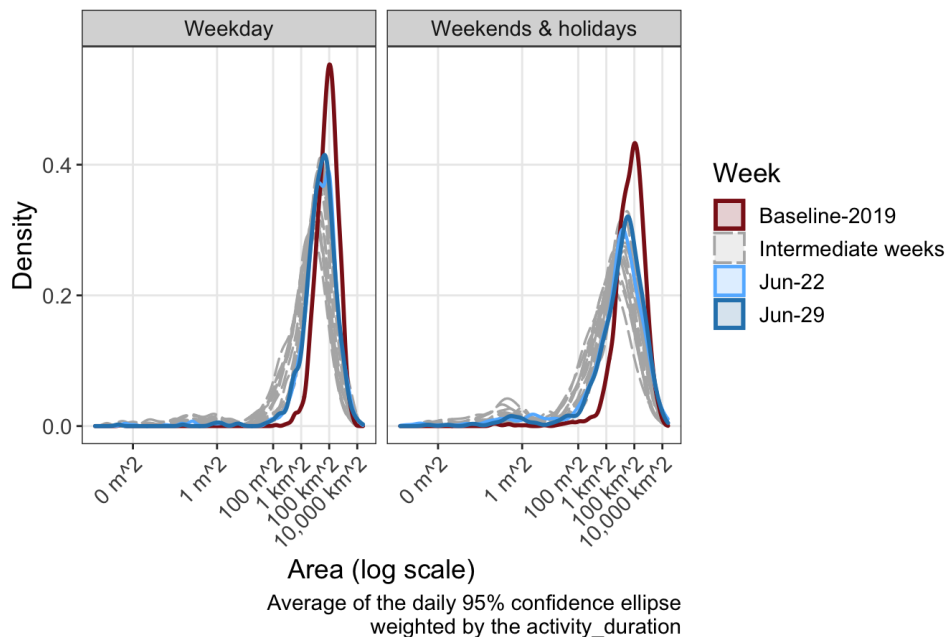 Weekday
Weekends & holidays
Density
0.4
0.2
0.0
0 m^2
1 m^2
100 m^2
1 km^2
100 km^2
10,000 km^2
0 m^2
1 m^2
100 m^2
1 km^2
100 km^2
10,000 km^2
Area (log scale)
Week
Baseline-2019
Intermediate weeks
Jun-22
Jun-29
Average of the daily 95% confidence ellipse
weighted by the activity_duration